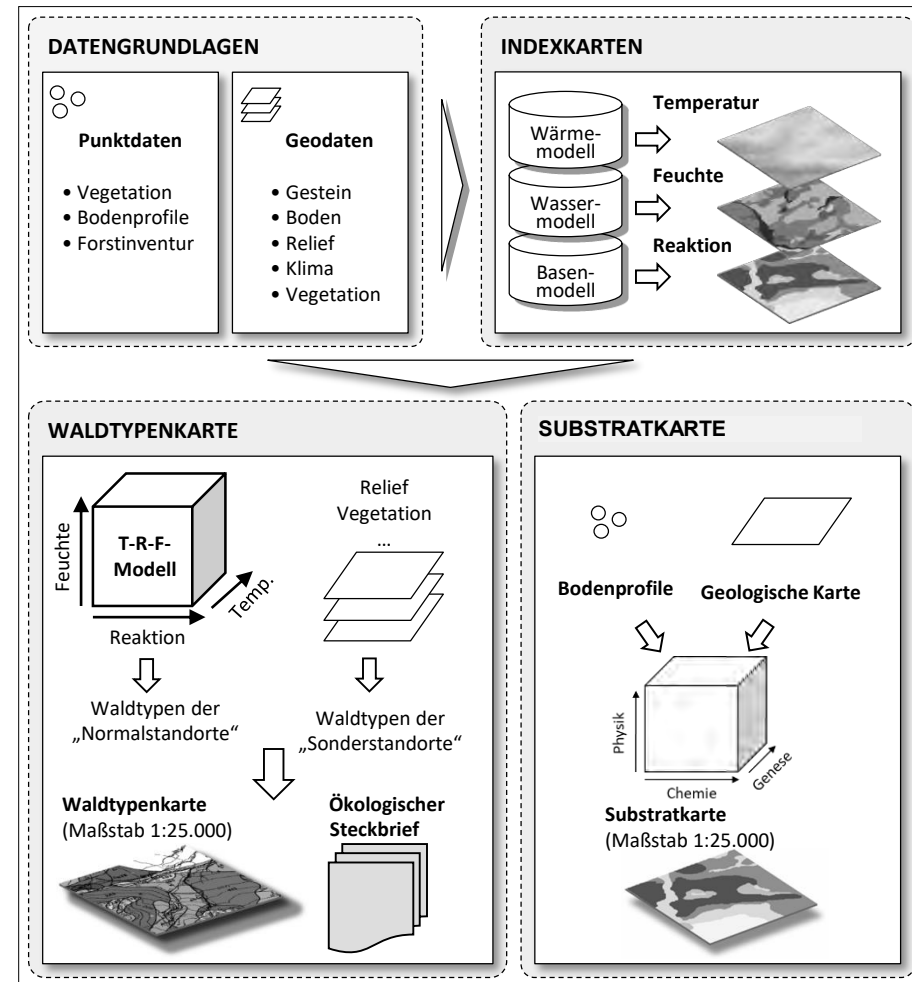 DATENGRUNDLAGEN
Punktdaten
• Vegetation
• Bodenprofile
• Forstinventur
Geodaten
• Gestein
• Boden
• Relief
• Klima
• Vegetation
INDEXKARTEN
Wärme-
modell
Temperatur
Wasser-
modell
Feuchte
Basen-
modell
Reaktion
WALDTYPENKARTE
T-R-F-
Modell
Feuchte
Reaktion
Temp.
Waldtypen der
„Normalstandorte“
Relief
Vegetation
...
Waldtypen der
„Sonderstandorte“
Waldtypenkarte
(Maßstab 1:25.000)
Ökologischer
Steckbrief
SUBSTRATKARTE
Bodenprofile
Geologische Karte
Physik
Chemie
Genese
Substratkarte
(Maßstab 1:25.000)